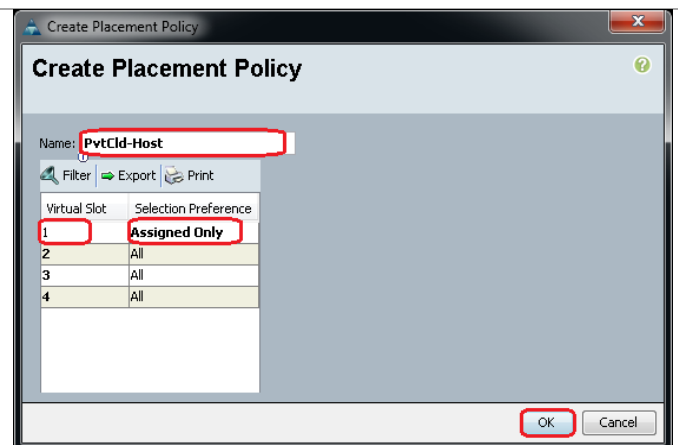 Create Placement Policy
Create Placement Policy
Name: PvtCld-Host
Filter Export Print
Virtual Slot Selection Preference
1 Assigned Only
2 All
3 All
4 All
OK Cancel